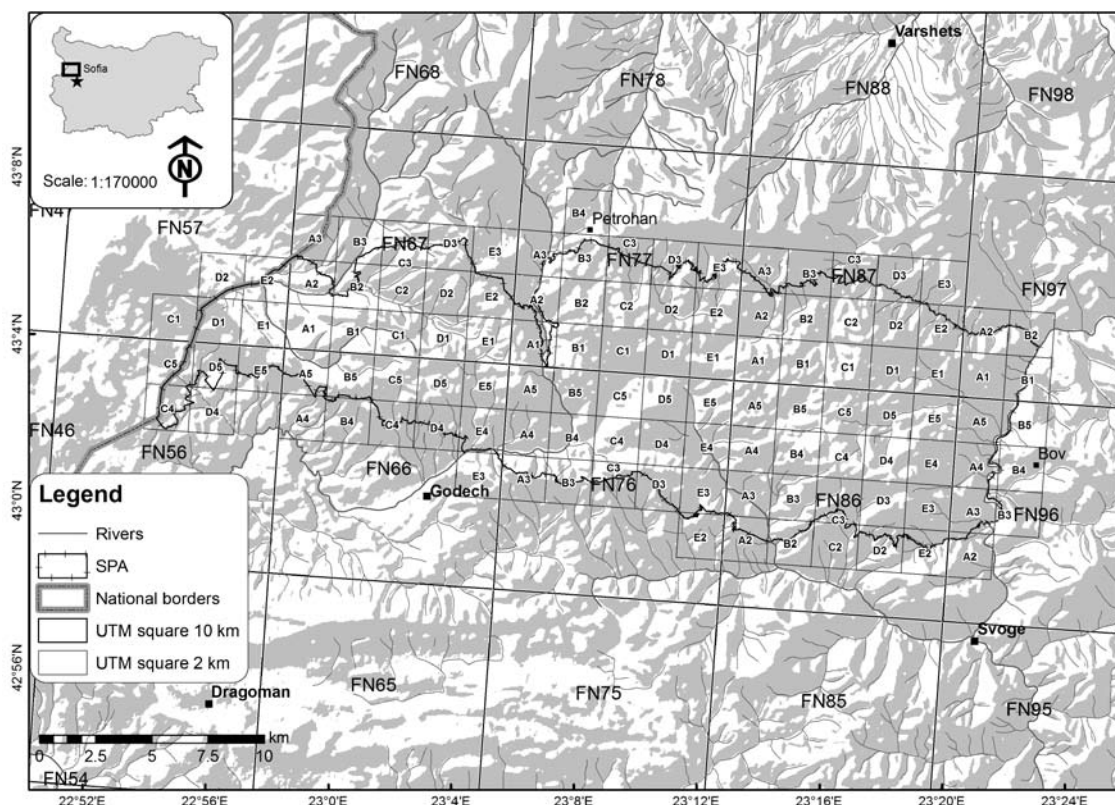 Sofia
N
Scale: 1:170000
Varshets
FN68
FN78
FN88
FN98
43°8'N
FN47
FN57
B4
Petrohan
A3 B3 FN67 D3 E3 A3 B3 C3 FN77 D3 E3 A3 B3 C3 FN87 D3 E3
C3
D2 E2 A2 B2 C2 D2 E2 A2 B2 C2 D2 E2 A2 B2 C2 D2 E2 A2 B2
FN97
43°4'N
C1 D1 E1 A1 B1 C1 D1 E1 A1 B1 C1 D1 E1 A1 B1 C1 D1 E1 A1 B1
C5 D5 E5 A5 B5 C5 D5 E5 A5 B5 C5 D5 E5 A5 B5 C5 D5 E5 A5 B5
C4 D4 A4 B4 C4 D4 E4 A4 B4 C4 D4 E4 A4 B4 C4 D4 E4 A4 B4
Bov
FN46
FN56
FN66
Godech
E3 A3 B3 C3 FN76 D3 E3 A3 B3 C3 FN86 D3 E3 A3 B3 FN96
E2 A2 B2 C2 D2 E2 A2
43°0'N
Legend
Rivers
SPA
National borders
UTM square 10 km
UTM square 2 km
Svoge
42°56'N
Dragoman
FN65
FN75
FN85
FN95
km
0 2.5 5 7.5 10
FN54
22°52'E 22°56'E 23°0'E 23°4'E 23°8'E 23°12'E 23°16'E 23°20'E 23°24'E